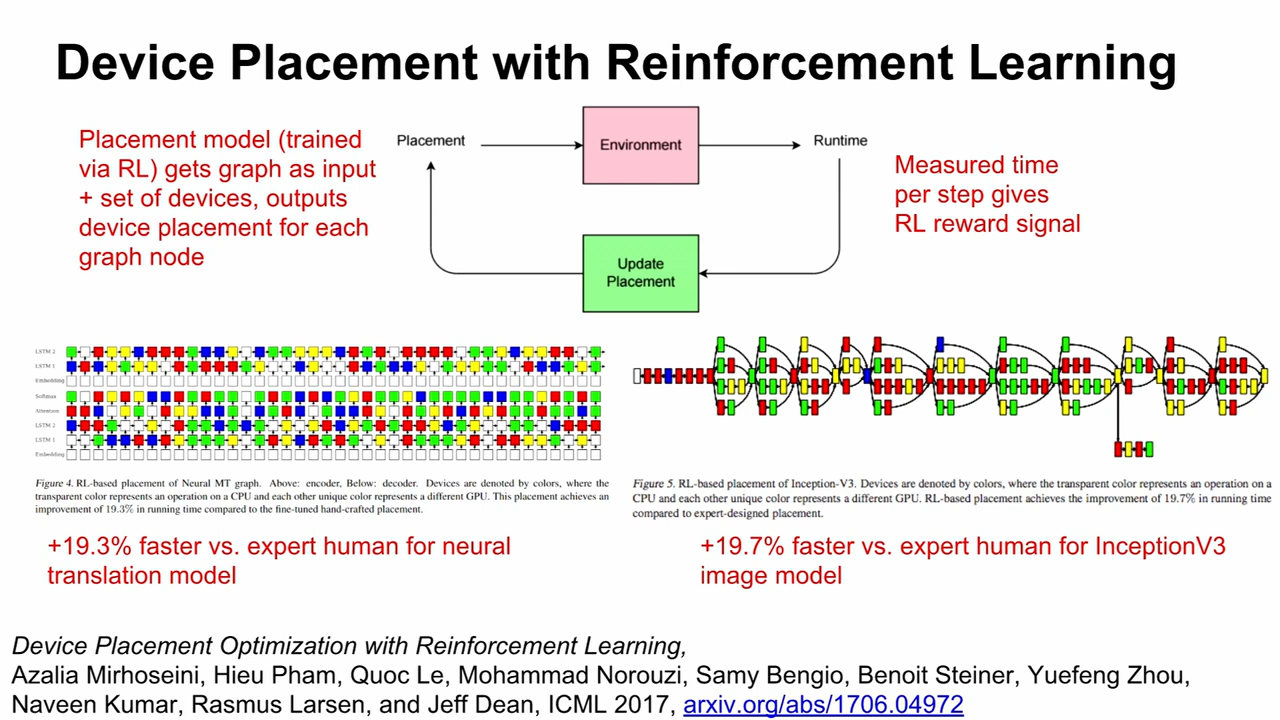 Device Placement with Reinforcement Learning
Placement model (trained
via RL) gets graph as input
+ set of devices, outputs
device placement for each
graph node
Placement
Environment
Runtime
Update
Placement
Measured time
per step gives
RL reward signal
LSTM 2
LSTM 1
Embedding
Softmax
Attention
LSTM 2
LSTM 1
Embedding
Figure 4. RL-based placement of Neural MT graph. Above: encoder, Below: decoder. Devices are denoted by colors, where the
transparent color represents an operation on a CPU and each other unique color represents a different GPU. This placement achieves an
improvement of 19.3% in running time compared to the fine-tuned hand-crafted placement.
Figure 5. RL-based placement of Inception-V3. Devices are denoted by colors, where the transparent color represents an operation on a
CPU and each other unique color represents a different GPU. RL-based placement achieves the improvement of 19.7% in running time
compared to expert-designed placement.
+19.3% faster vs. expert human for neural
translation model
+19.7% faster vs. expert human for InceptionV3
image model
Device Placement Optimization with Reinforcement Learning,
Azalia Mirhoseini, Hieu Pham, Quoc Le, Mohammad Norouzi, Samy Bengio, Benoit Steiner, Yuefeng Zhou,
Naveen Kumar, Rasmus Larsen, and Jeff Dean, ICML 2017, arxiv.org/abs/1706.04972